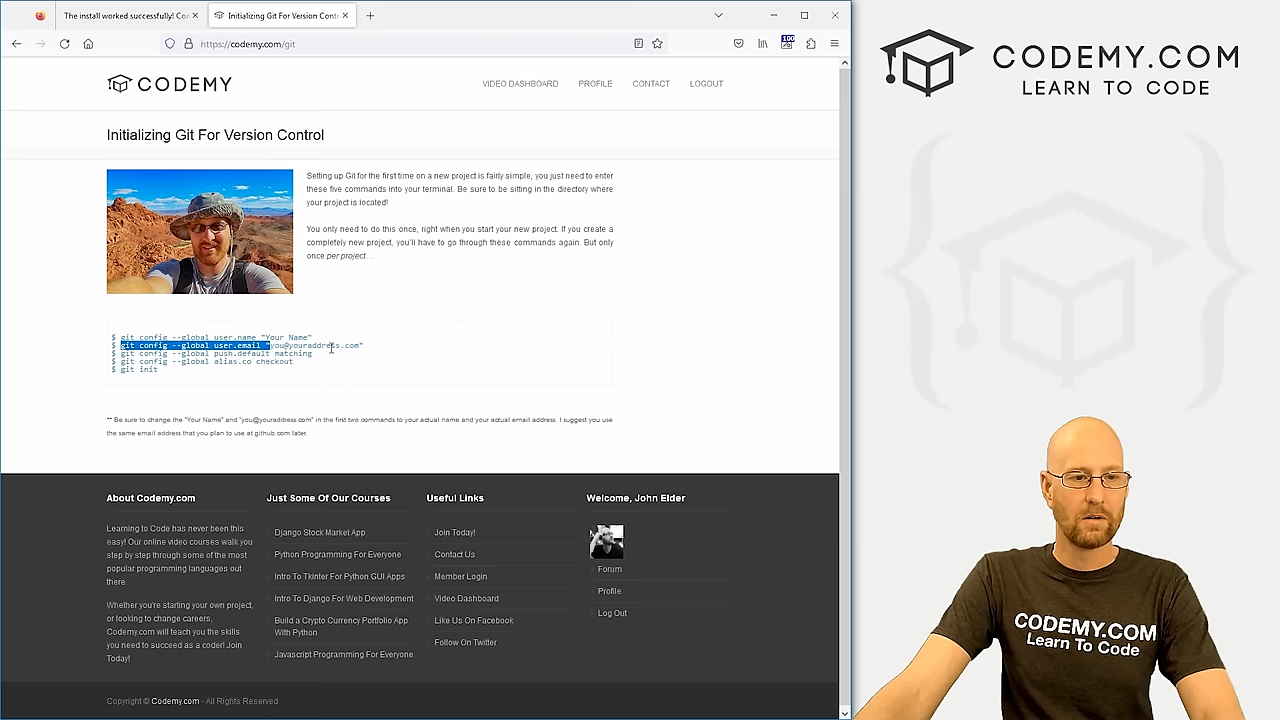 The install worked successfully! Con
Initializing Git For Version Contr
https://codemy.com/git
100
CODEMY
VIDEO DASHBOARD
PROFILE
CONTACT
LOGOUT
Initializing Git For Version Control
Setting up Git for the first time on a new project is fairly simple, you just need to enter
these five commands into your terminal. Be sure to be sitting in the directory where
your project is located!
You only need to do this once, right when you start your new project. If you create a
completely new project, you'll have to go through these commands again. But only
once per project…
$ git config --global user.name "Your Name"
$ git config --global user.email "you@youraddress.com"
$ git config --global push.default matching
$ git config --global alias.co checkout
$ git init
** Be sure to change the "Your Name" and "you@youraddress.com" in the first two commands to your actual name and your actual email address. I suggest you use
the same email address that you plan to use at github.com later.
About Codemy.com
Learning to Code has never been this
easy! Our online video courses walk you
step by step through some of the most
popular programming languages out
there.
Whether you're starting your own project,
or looking to change careers,
Codemy.com will teach you the skills
you need to succeed as a coder! Join
Today!
Just Some Of Our Courses
Django Stock Market App
Python Programming For Everyone
Intro To Tkinter For Python GUI Apps
Intro To Django For Web Development
Build a Crypto Currency Portfolio App
With Python
Javascript Programming For Everyone
Useful Links
Join Today!
Contact Us
Member Login
Video Dashboard
Like Us On Facebook
Follow On Twitter
Welcome, John Elder
Forum
Profile
Log Out
Copyright © Codemy.com - All Rights Reserved
CODEMY.COM
LEARN TO CODE
CODEMY.COM
Learn To Code